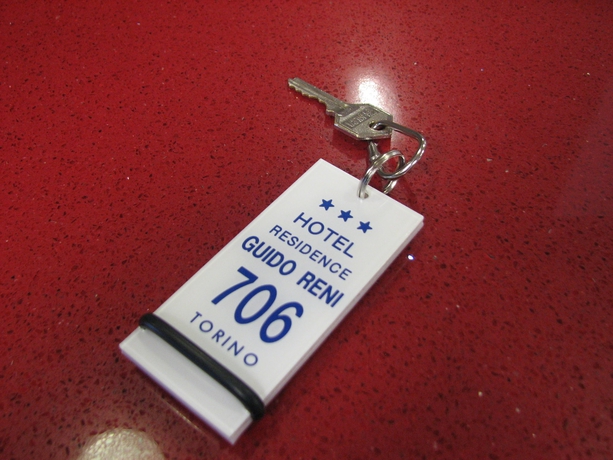 HOTEL
RESIDENCE
GUIDO RENI
706
TORINO